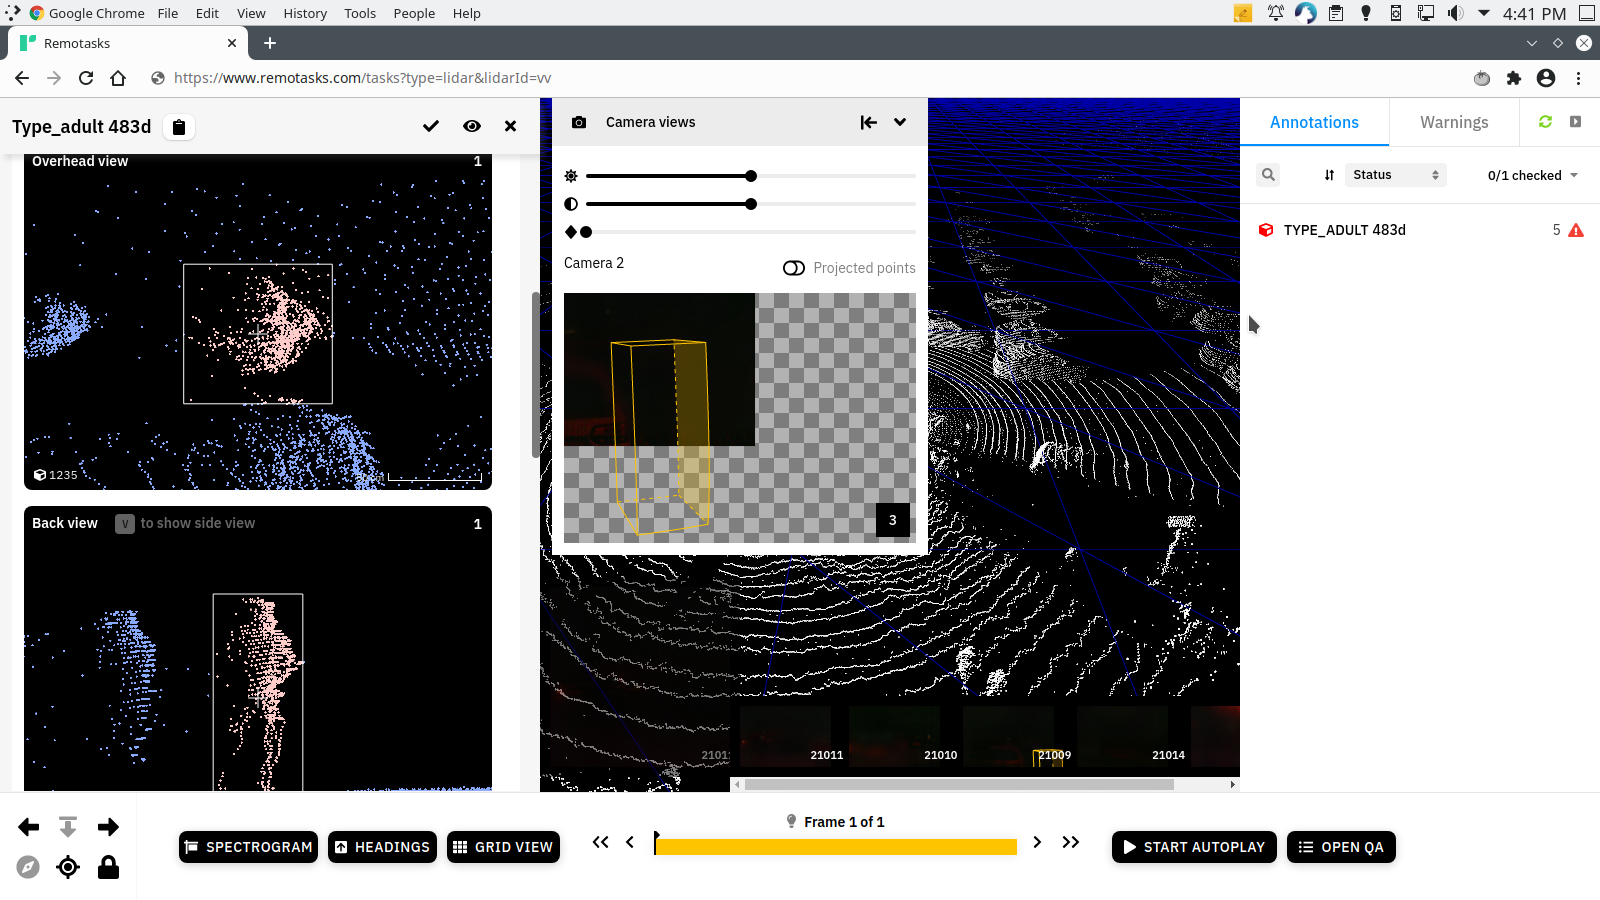 Google Chrome File Edit View History Tools People Help
4:41 PM
Remotasks
https://www.remotasks.com/tasks?type=lidar&lidarId=vv
Type_adult 483d
Overhead view 1
1235
Back view V to show side view 1
Camera views
Camera 2
Projected points
3
21011
21010
21009
21014
Annotations
Warnings
Status
0/1 checked
TYPE_ADULT 483d 5
SPECTROGRAM
HEADINGS
GRID VIEW
Frame 1 of 1
START AUTOPLAY
OPEN QA